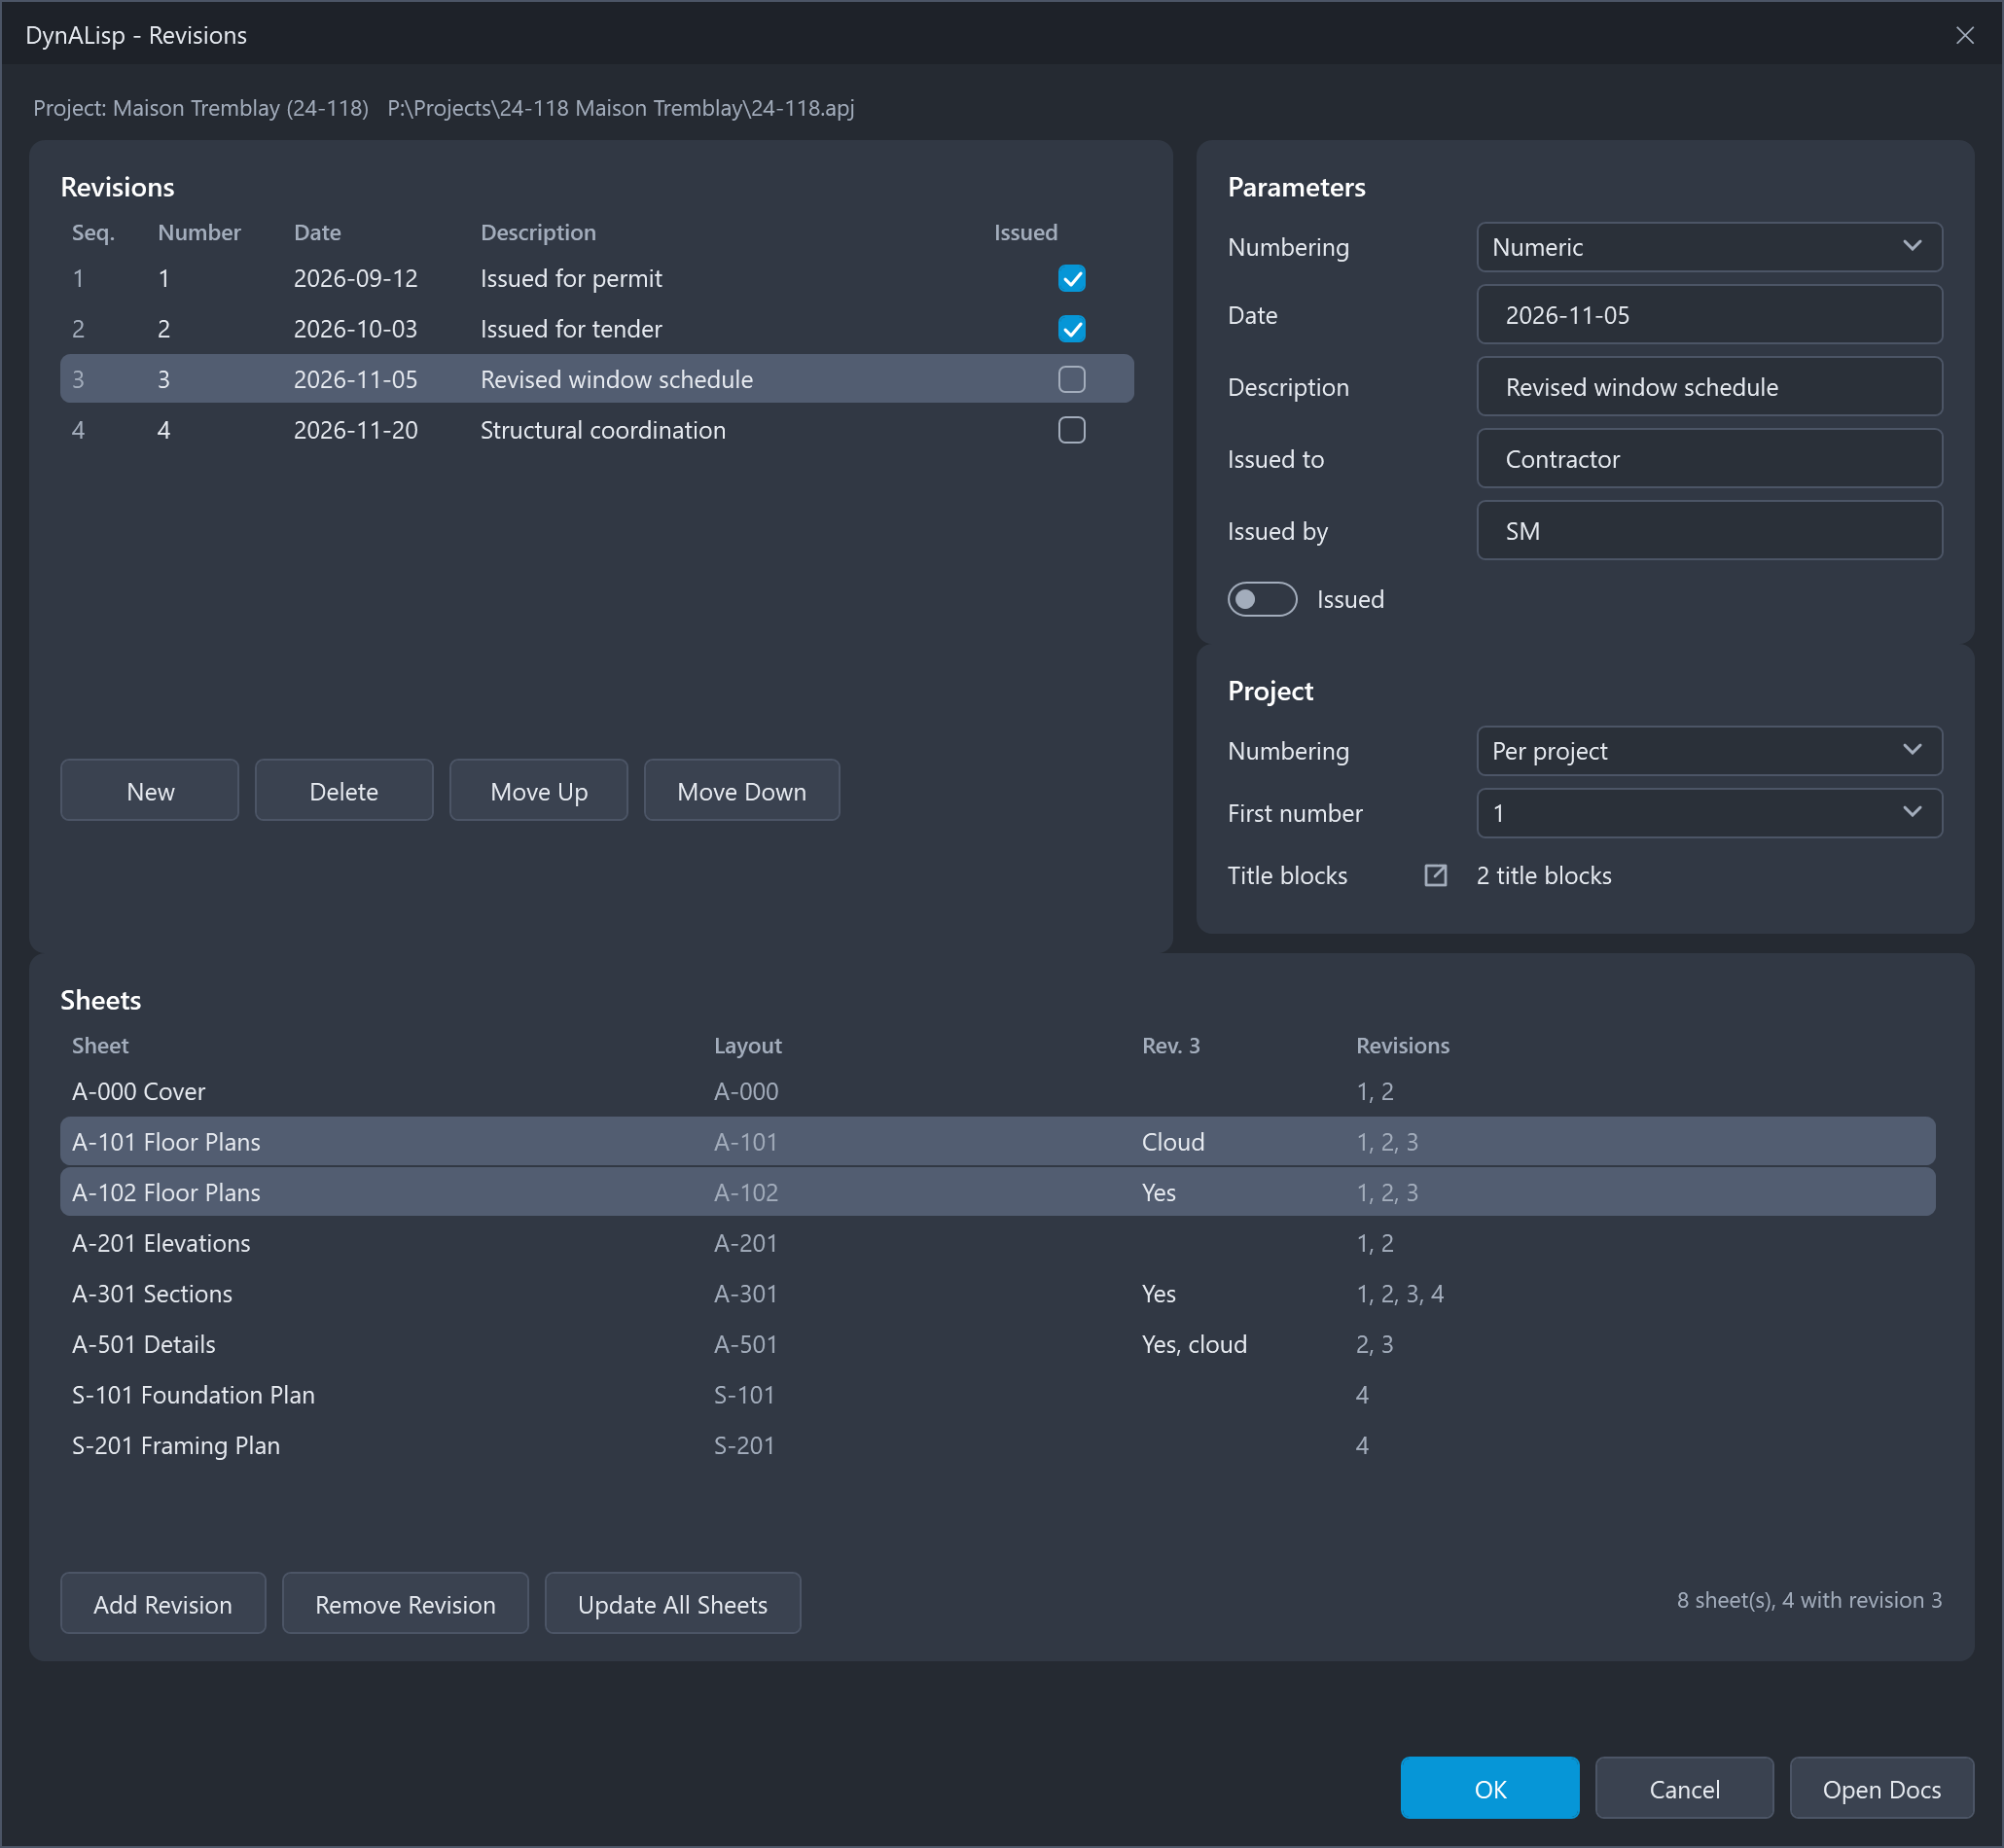 DynALisp - Revisions
Project: Maison Tremblay (24-118) P:\Projects\24-118 Maison Tremblay\24-118.apj
Revisions
Seq. Number Date Description Issued
1 1 2026-09-12 Issued for permit
2 2 2026-10-03 Issued for tender
3 3 2026-11-05 Revised window schedule
4 4 2026-11-20 Structural coordination
New Delete Move Up Move Down
Parameters
Numbering Numeric
Date 2026-11-05
Description Revised window schedule
Issued to Contractor
Issued by SM
Issued
Project
Numbering Per project
First number 1
Title blocks 2 title blocks
Sheets
Sheet Layout Rev. 3 Revisions
A-000 Cover A-000 1, 2
A-101 Floor Plans A-101 Cloud 1, 2, 3
A-102 Floor Plans A-102 Yes 1, 2, 3
A-201 Elevations A-201 1, 2
A-301 Sections A-301 Yes 1, 2, 3, 4
A-501 Details A-501 Yes, cloud 2, 3
S-101 Foundation Plan S-101 4
S-201 Framing Plan S-201 4
Add Revision Remove Revision Update All Sheets 8 sheet(s), 4 with revision 3
OK Cancel Open Docs